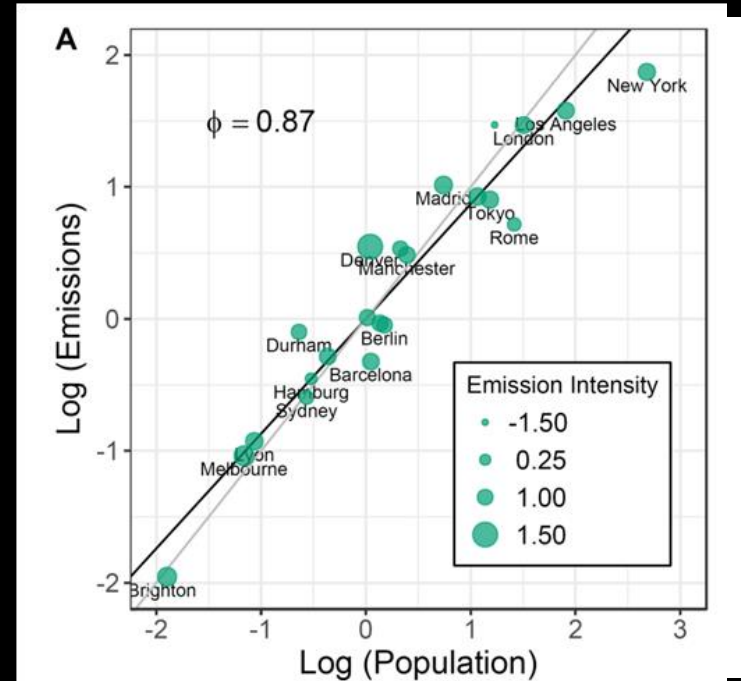 A
ϕ = 0.87
New York
Los Angeles
London
Madrid
Tokyo
Rome
Denver
Manchester
Durham
Berlin
Barcelona
Hamburg
Sydney
Lyon
Melbourne
Brighton
Emission Intensity
-1.50
0.25
1.00
1.50
Log (Emissions)
2
1
0
-1
-2
-2
-1
0
1
2
3
Log (Population)